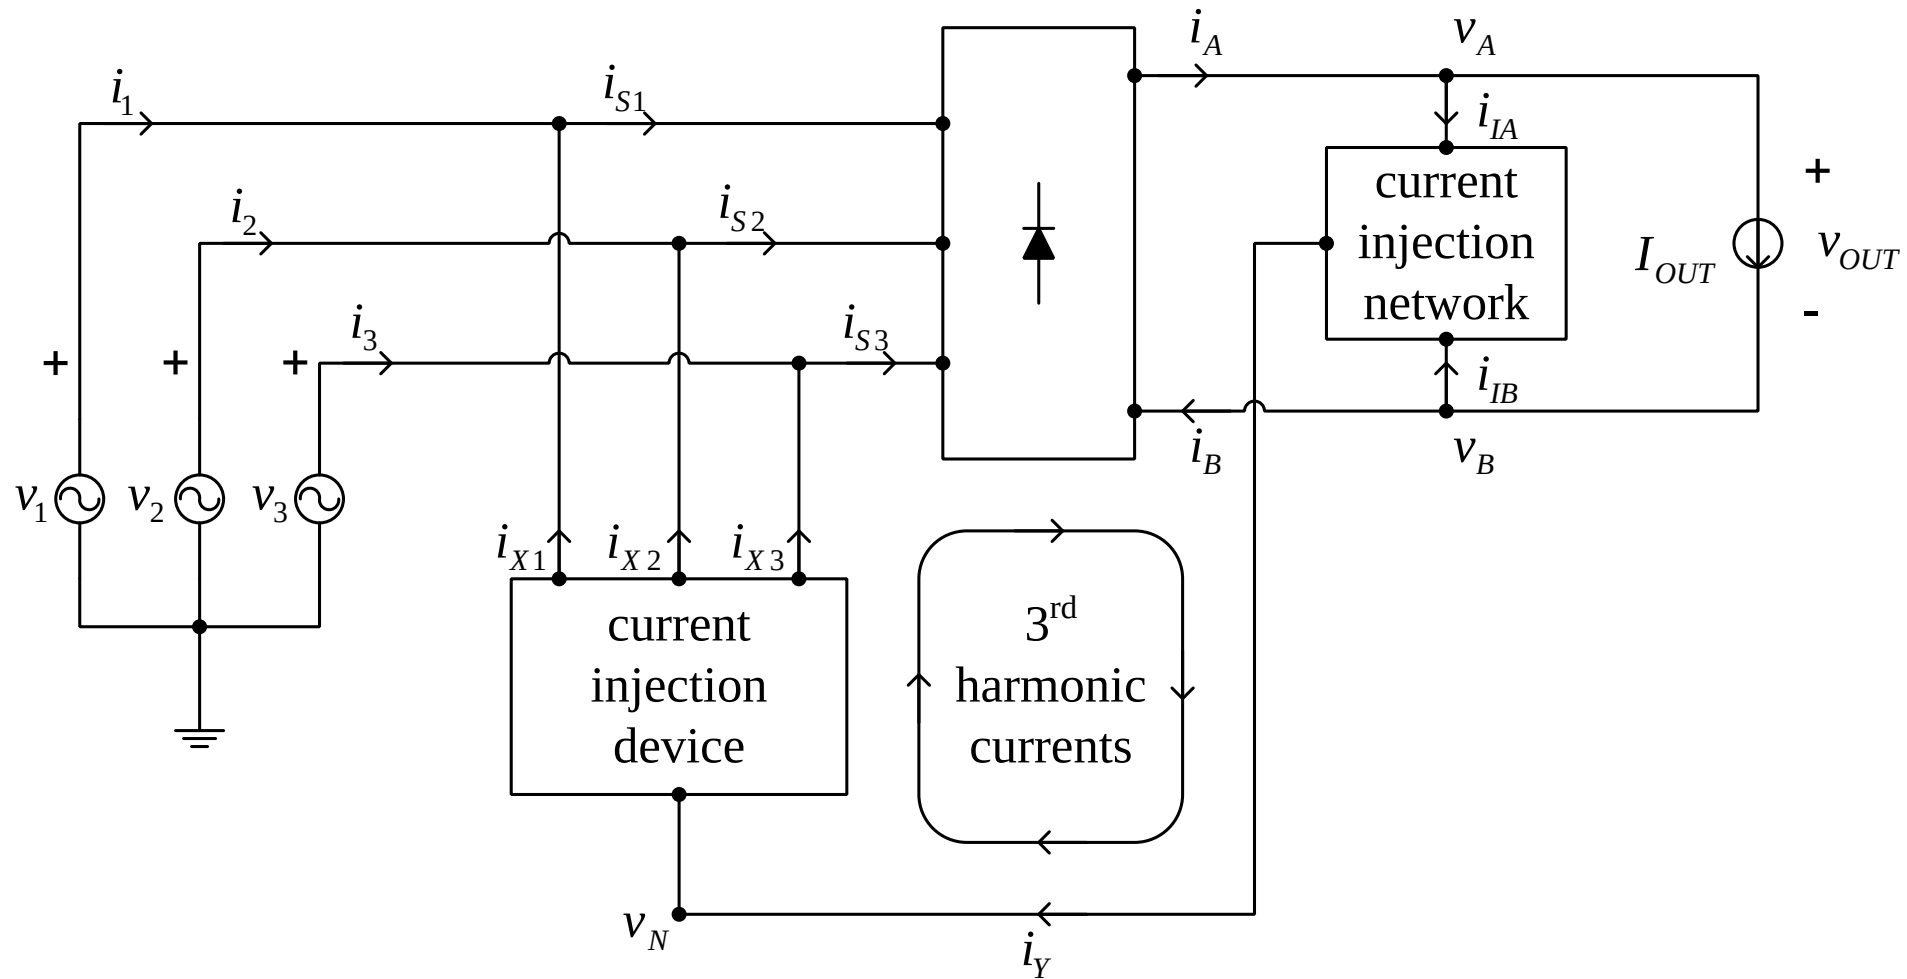 i_A
v_A
i_1
i_S1
i_IA
+
current
injection
network
i_2
i_S2
I_OUT
v_OUT
-
i_3
i_S3
+
+
+
i_IB
i_B
v_B
v_1
v_2
v_3
i_X1
i_X2
i_X3
current
injection
device
3rd
harmonic
currents
v_N
i_Y